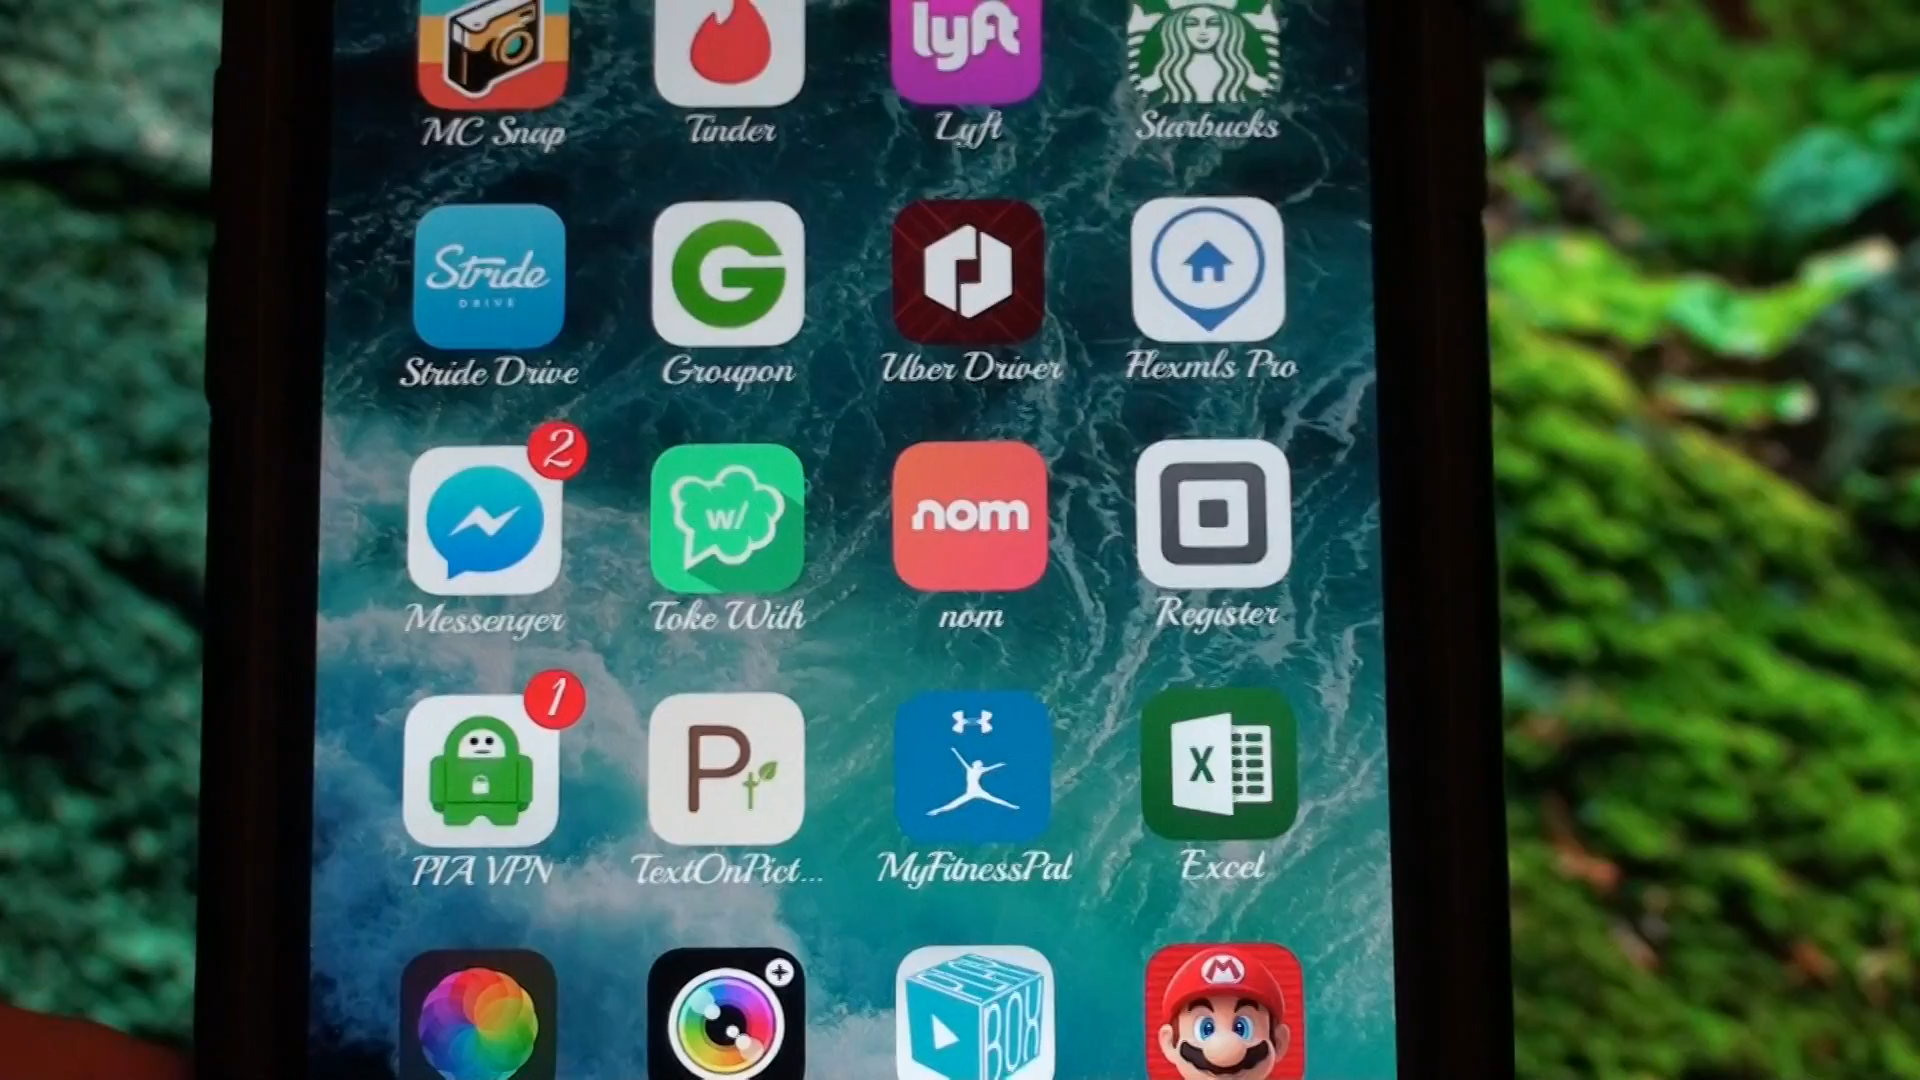 lyft
MC Snap
Tinder
Lyft
Starbucks
Stride
DRIVE
G
Stride Drive
Groupon
Uber Driver
Flexmls Pro
2
w/
nom
Messenger
Toke With
nom
Register
1
P
t
X
PIA VPN
TextOnPict...
MyFitnessPal
Excel
M
BOX